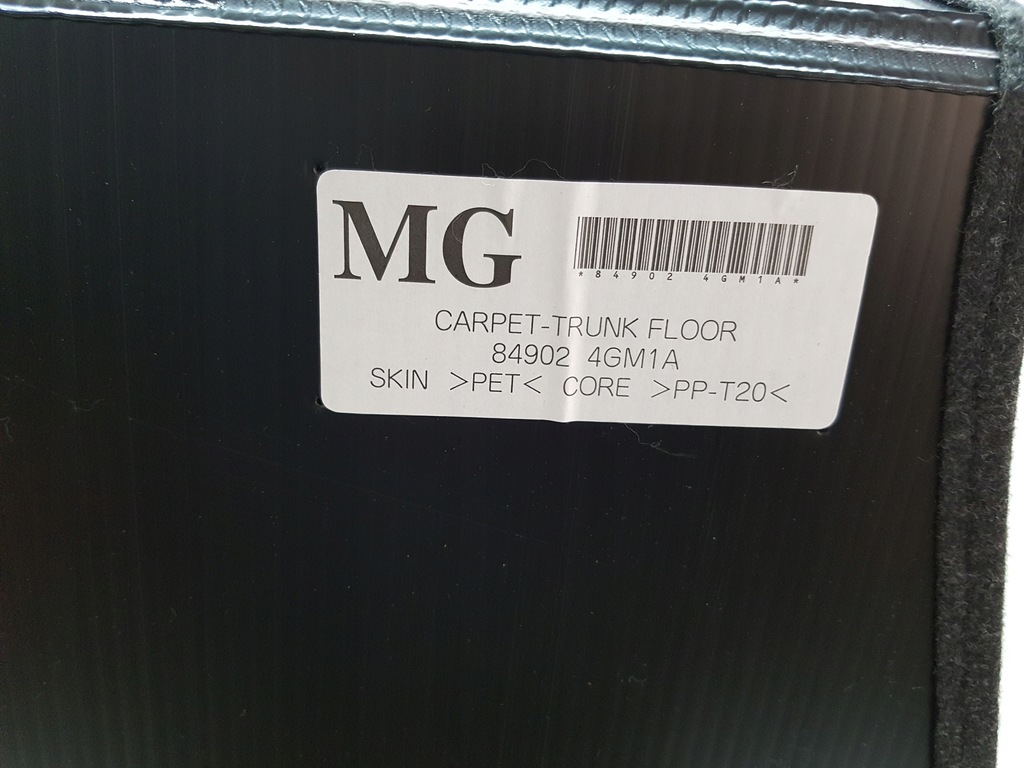 MG
*84902 4GM1A*
CARPET-TRUNK FLOOR
84902 4GM1A
SKIN >PET< CORE >PP-T20<